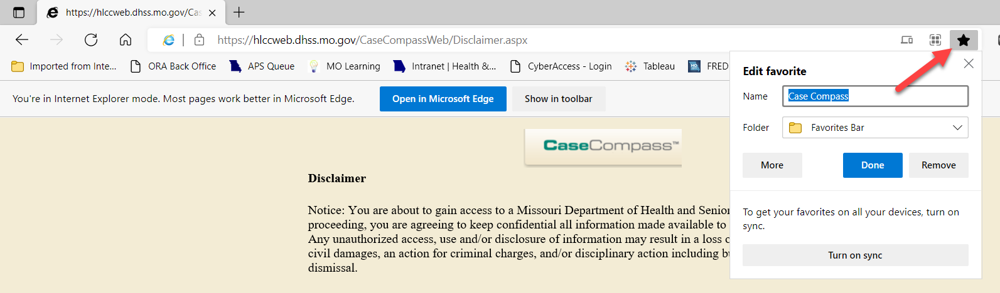 https://hlccweb.dhss.mo.gov/Cas
https://hlccweb.dhss.mo.gov/CaseCompassWeb/Disclaimer.aspx
Imported from Inte... ORA Back Office APS Queue MO Learning Intranet | Health &... CyberAccess - Login Tableau FRED
You're in Internet Explorer mode. Most pages work better in Microsoft Edge. Open in Microsoft Edge Show in toolbar
CaseCompass™
Disclaimer
Notice: You are about to gain access to a Missouri Department of Health and Senior
proceeding, you are agreeing to keep confidential all information made available to
Any unauthorized access, use and/or disclosure of information may result in a loss o
civil damages, an action for criminal charges, and/or disciplinary action including bu
dismissal.
Edit favorite
Name Case Compass
Folder Favorites Bar
More Done Remove
To get your favorites on all your devices, turn on
sync.
Turn on sync